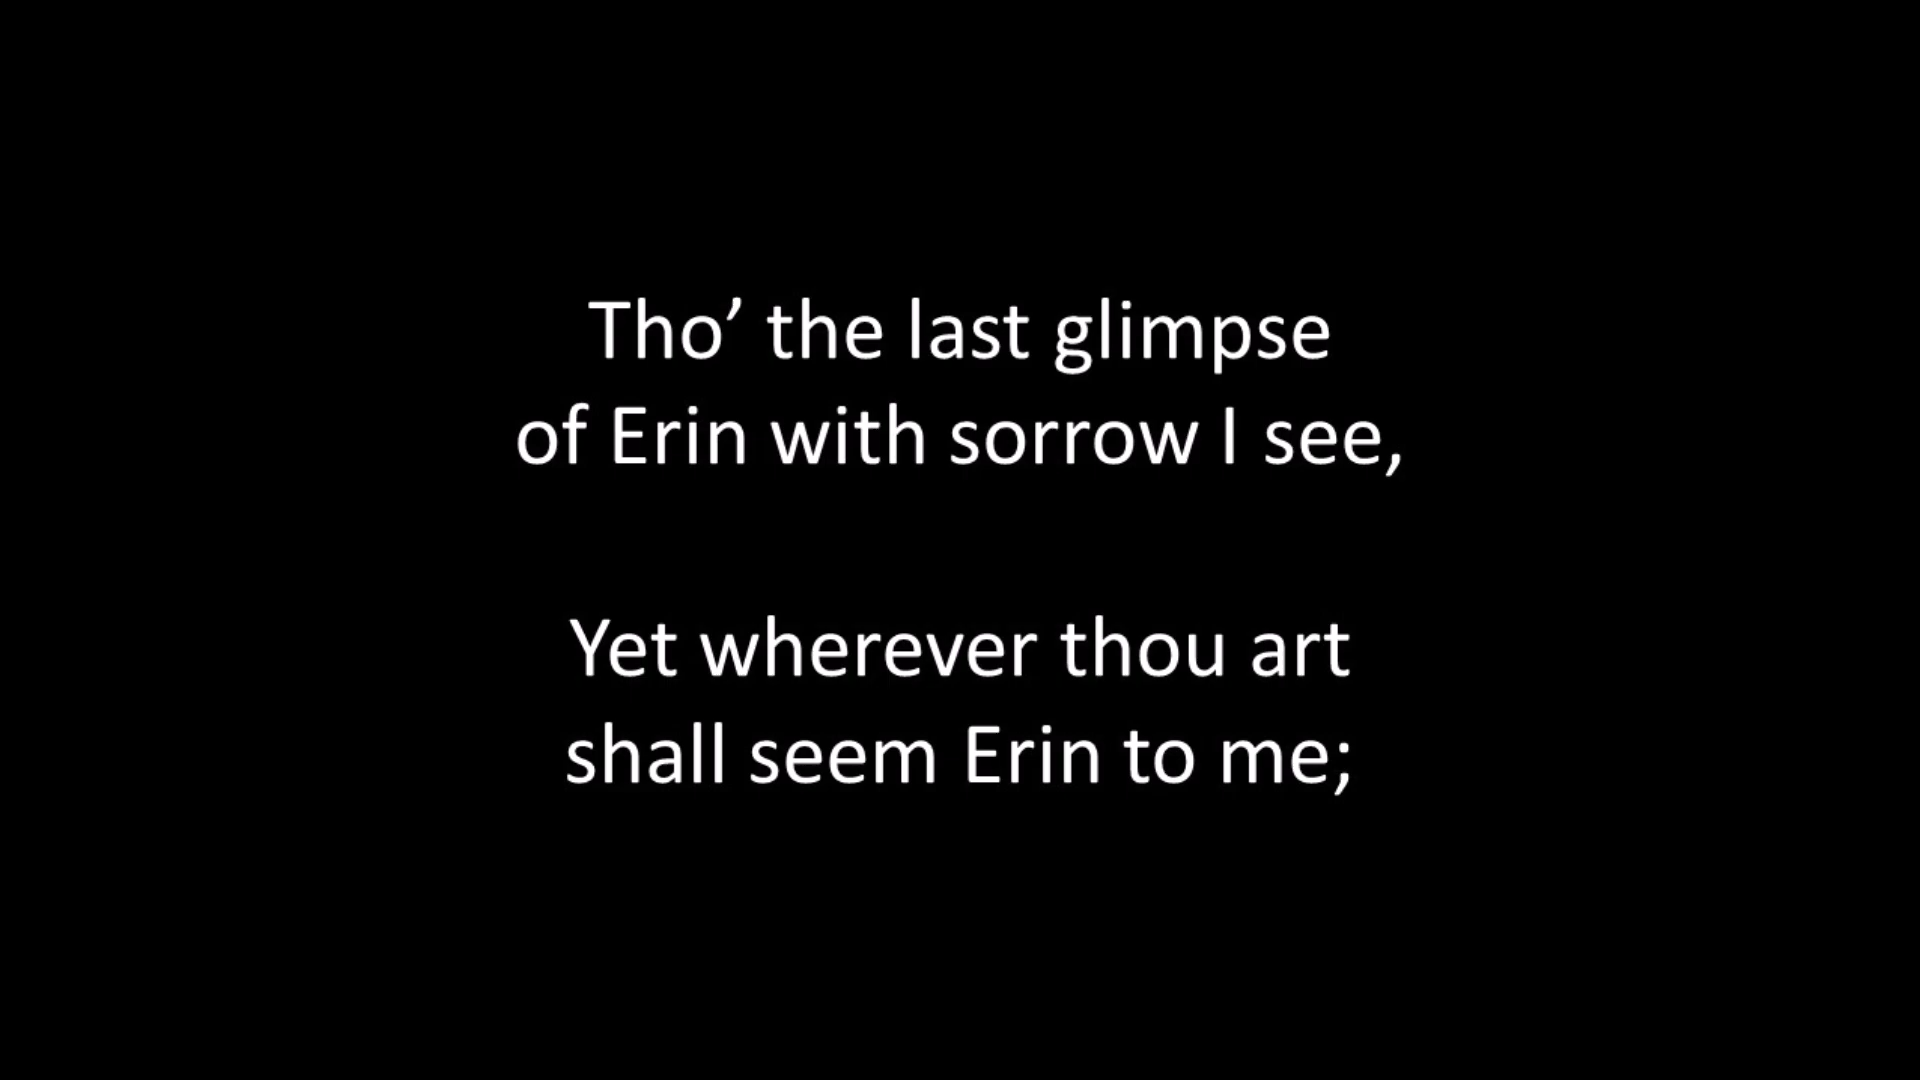 Tho’ the last glimpse
of Erin with sorrow I see,
Yet wherever thou art
shall seem Erin to me;